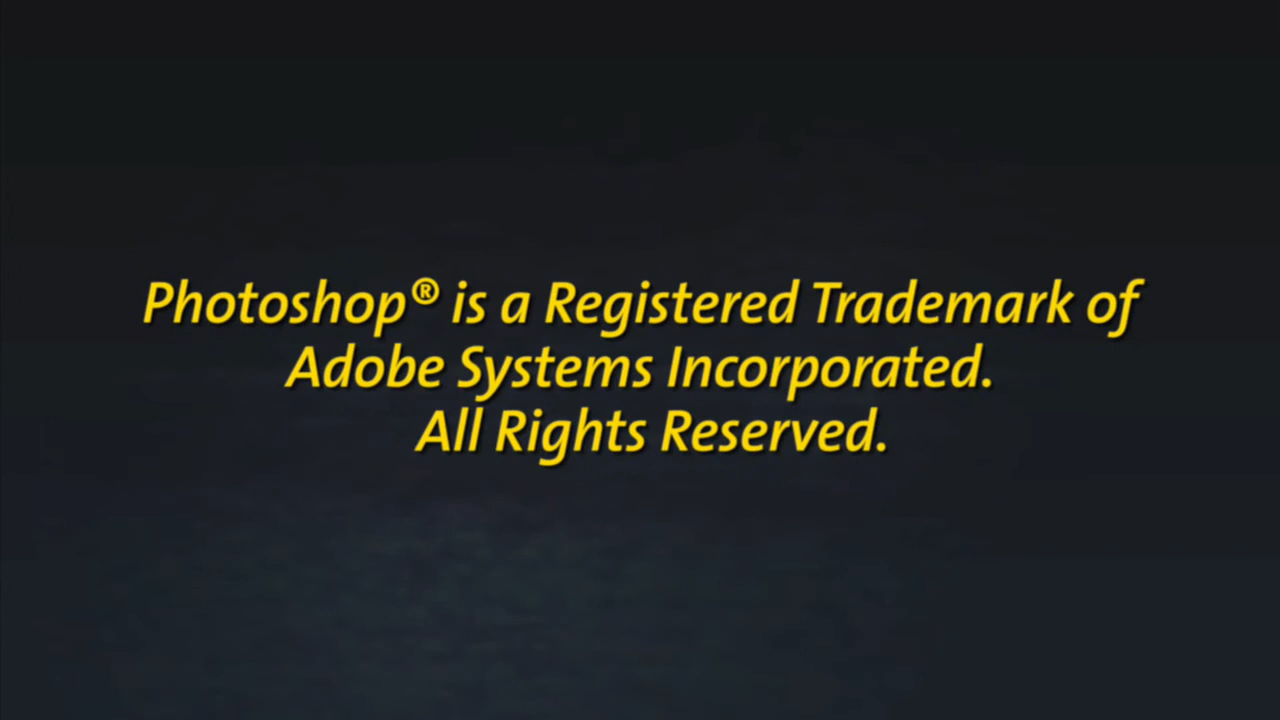 Photoshop® is a Registered Trademark of
Adobe Systems Incorporated.
All Rights Reserved.